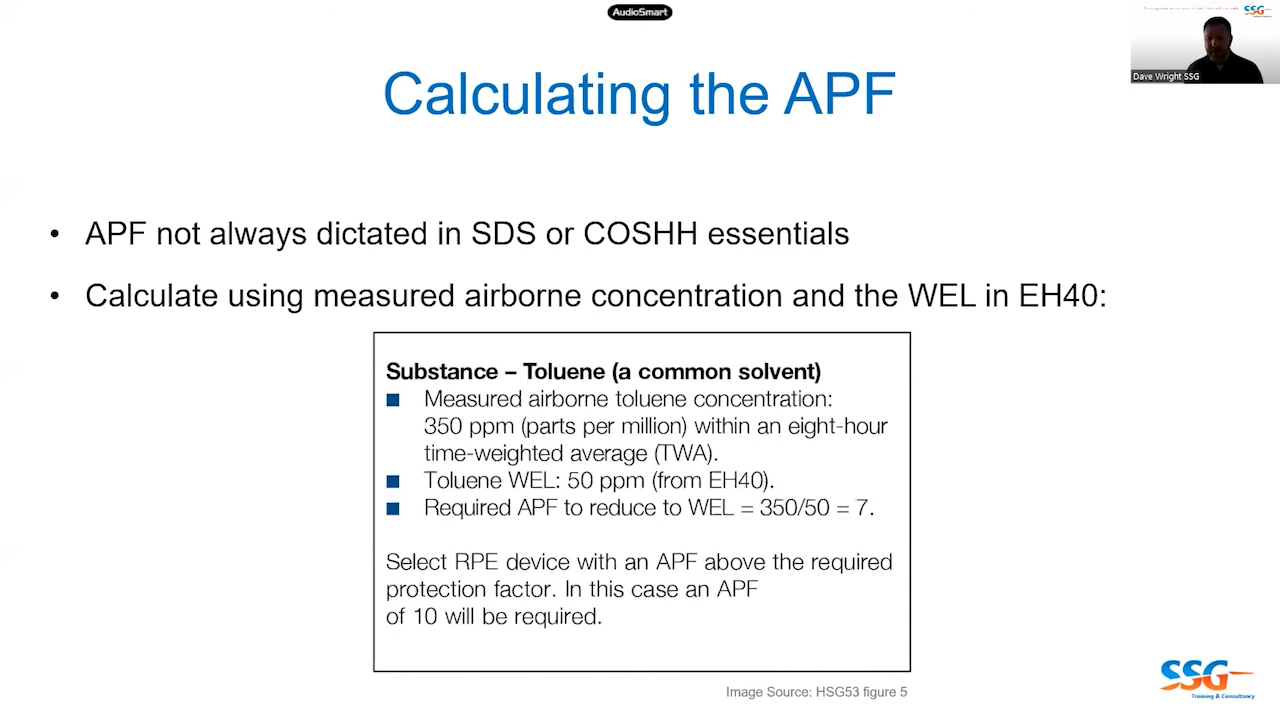 AudioSmart
SSG
Dave Wright SSG
Calculating the APF
• APF not always dictated in SDS or COSHH essentials
• Calculate using measured airborne concentration and the WEL in EH40:
Substance – Toluene (a common solvent)
■ Measured airborne toluene concentration:
350 ppm (parts per million) within an eight-hour
time-weighted average (TWA).
■ Toluene WEL: 50 ppm (from EH40).
■ Required APF to reduce to WEL = 350/50 = 7.
Select RPE device with an APF above the required
protection factor. In this case an APF
of 10 will be required.
Image Source: HSG53 figure 5
SSG
Training & Consultancy